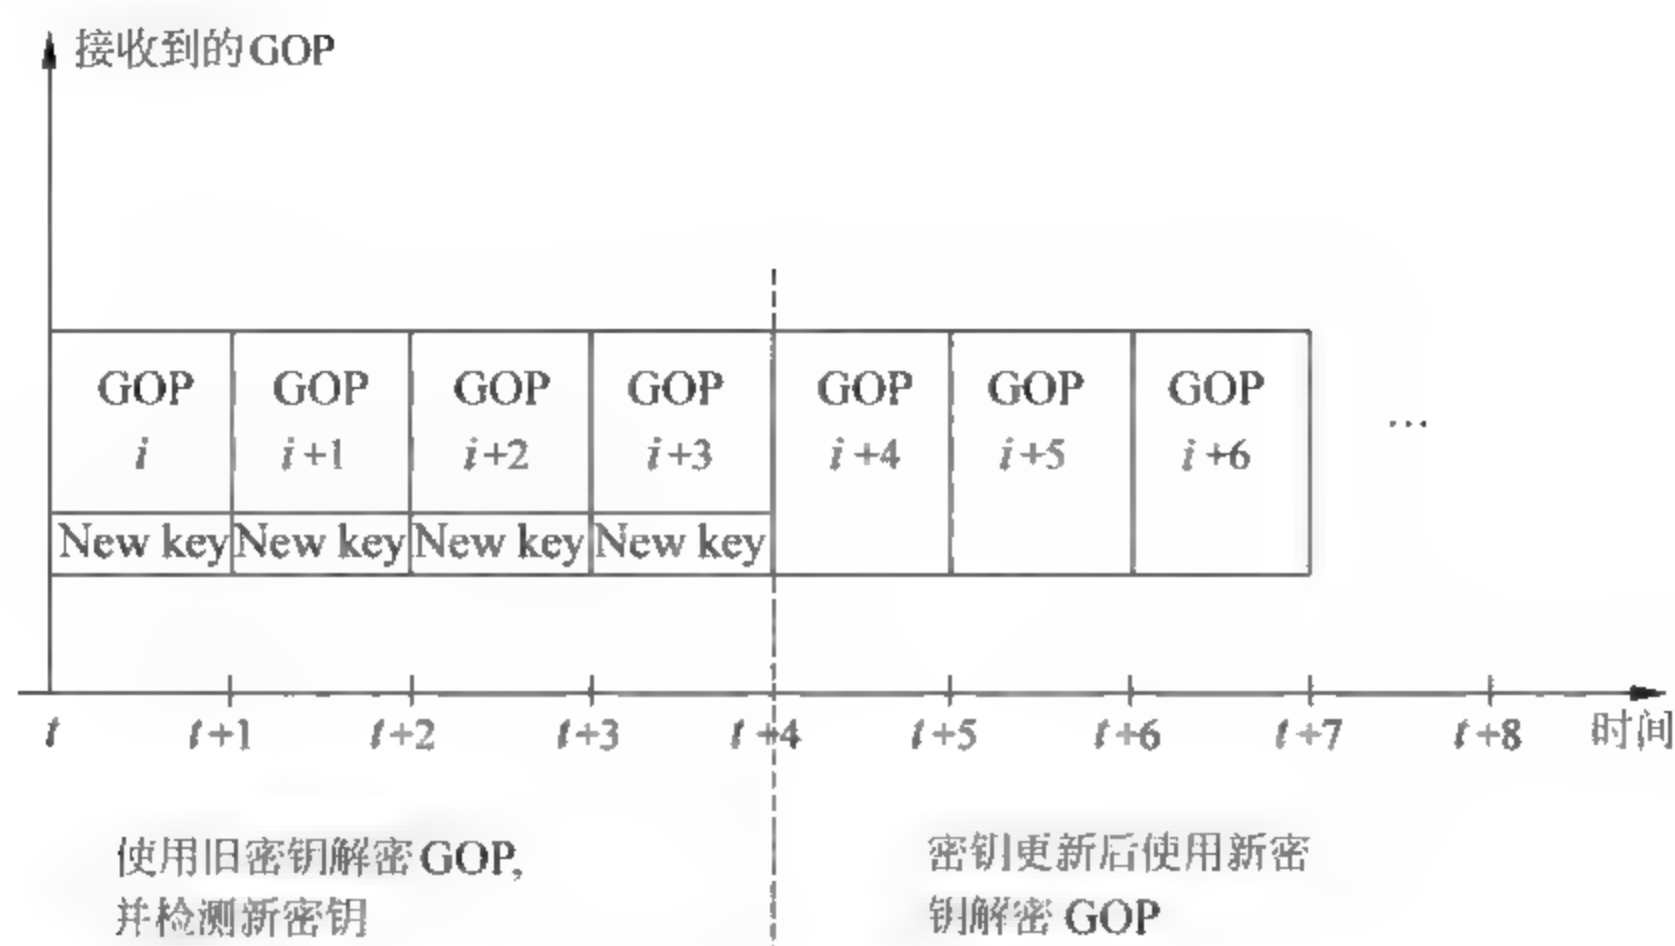 接收到的GOP
GOP GOP GOP GOP GOP GOP GOP
i i+1 i+2 i+3 i+4 i+5 i+6 ...
New key New key New key New key
t t+1 t+2 t+3 t+4 t+5 t+6 t+7 t+8 时间
使用旧密钥解密GOP,
并检测新密钥
密钥更新后使用新密
钥解密 GOP